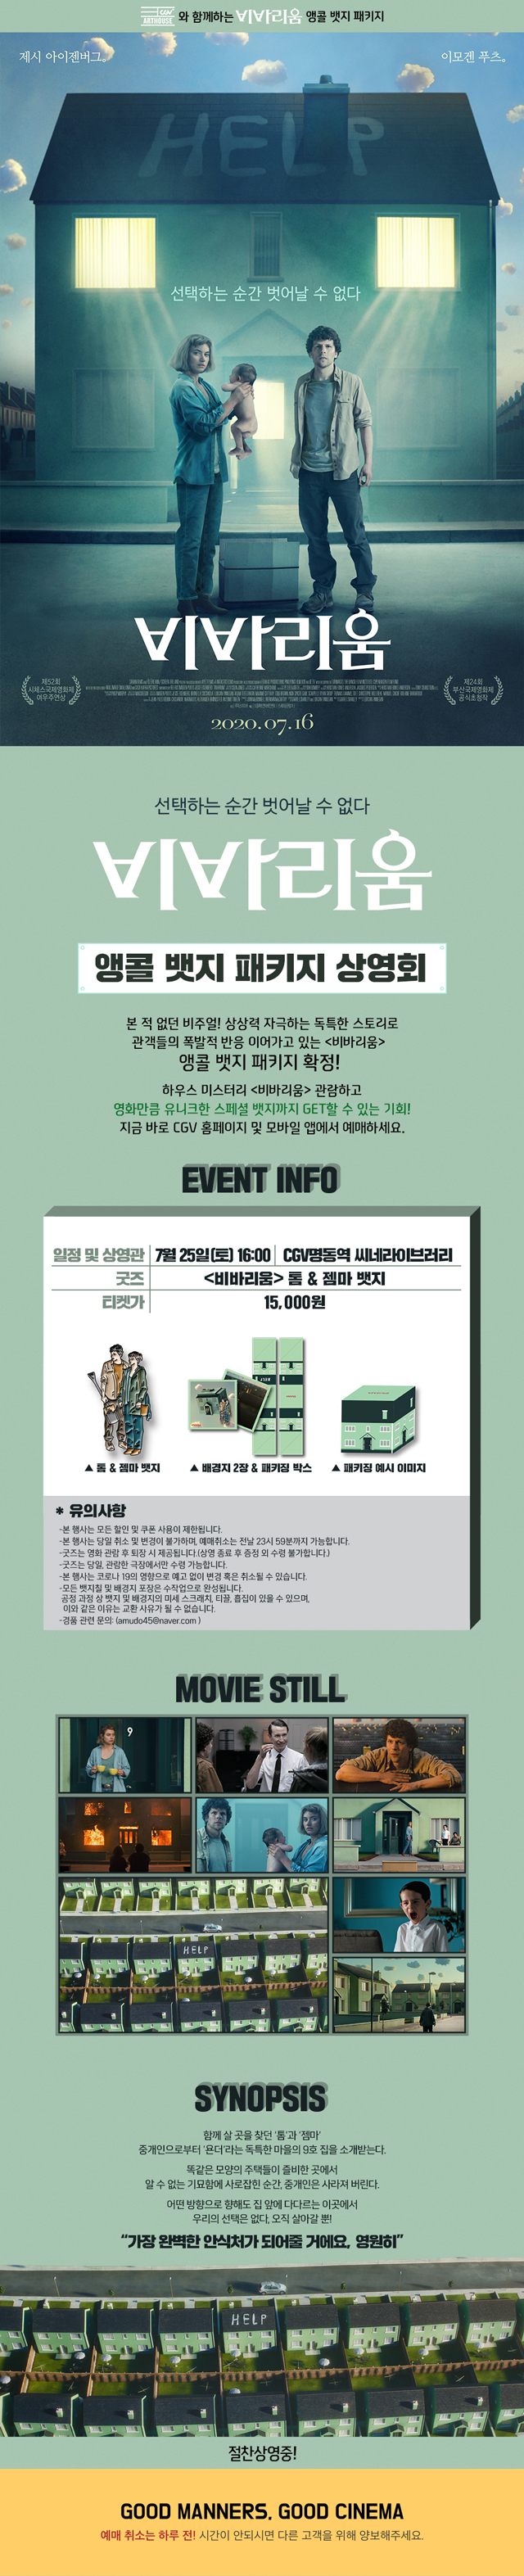 CGV
ARTHOUSE 와 함께하는 비바리움 앵콜 뱃지 패키지
제시 아이젠버그。 이모겐 푸츠。
HELP
선택하는 순간 벗어날 수 없다
비바리움
제52회
시체스국제영화제
여우주연상
제24회
부산국제영화제
공식초청작
2020.07.16
선택하는 순간 벗어날 수 없다
비바리움
앵콜 뱃지 패키지 상영회
본 적 없던 비주얼! 상상력 자극하는 독특한 스토리로
관객들의 폭발적 반응 이어가고 있는 <비바리움>
앵콜 뱃지 패키지 확정!
하우스 미스터리 <비바리움> 관람하고
영화만큼 유니크한 스페셜 뱃지까지 GET할 수 있는 기회!
지금 바로 CGV 홈페이지 및 모바일 앱에서 예매하세요.
EVENT INFO
일정 및 상영관 7월 25일(토) 16:00 CGV명동역 씨네라이브러리
굿즈 <비바리움> 톰 & 젬마 뱃지
티켓가 15,000원
▲ 톰 & 젬마 뱃지 ▲ 배경지 2장 & 패키징 박스 ▲ 패키징 예시 이미지
* 유의사항
-본 행사는 모든 할인 및 쿠폰 사용이 제한됩니다.
-본 행사는 당일 취소 및 변경이 불가하며, 예매취소는 전날 23시 59분까지 가능합니다.
-굿즈는 영화 관람 후 퇴장 시 제공됩니다.(상영 종료 후 증정 외 수령 불가합니다.)
-굿즈는 당일, 관람한 극장에서만 수령 가능합니다.
-본 행사는 코로나 19의 영향으로 예고 없이 변경 혹은 취소될 수 있습니다.
-모든 뱃지칠 및 배경지 포장은 수작업으로 완성됩니다.
공정 과정 상 뱃지 및 배경지의 미세 스크래치, 티끌, 흠집이 있을 수 있으며,
이와 같은 이유는 교환 사유가 될 수 없습니다.
-경품 관련 문의: (amudo45@naver.com )
MOVIE STILL
9
HELP
SYNOPSIS
함께 살 곳을 찾던 '톰'과 '젬마'
중개인으로부터 '욘더'라는 독특한 마을의 9호 집을 소개받는다.
똑같은 모양의 주택들이 즐비한 곳에서
알 수 없는 기묘함에 사로잡힌 순간, 중개인은 사라져 버린다.
어떤 방향으로 향해도 집 앞에 다다르는 이곳에서
우리의 선택은 없다, 오직 살아갈 뿐!
“가장 완벽한 안식처가 되어줄 거에요, 영원히”
HELP
절찬상영중!
GOOD MANNERS, GOOD CINEMA
예매 취소는 하루 전! 시간이 안되시면 다른 고객을 위해 양보해주세요.